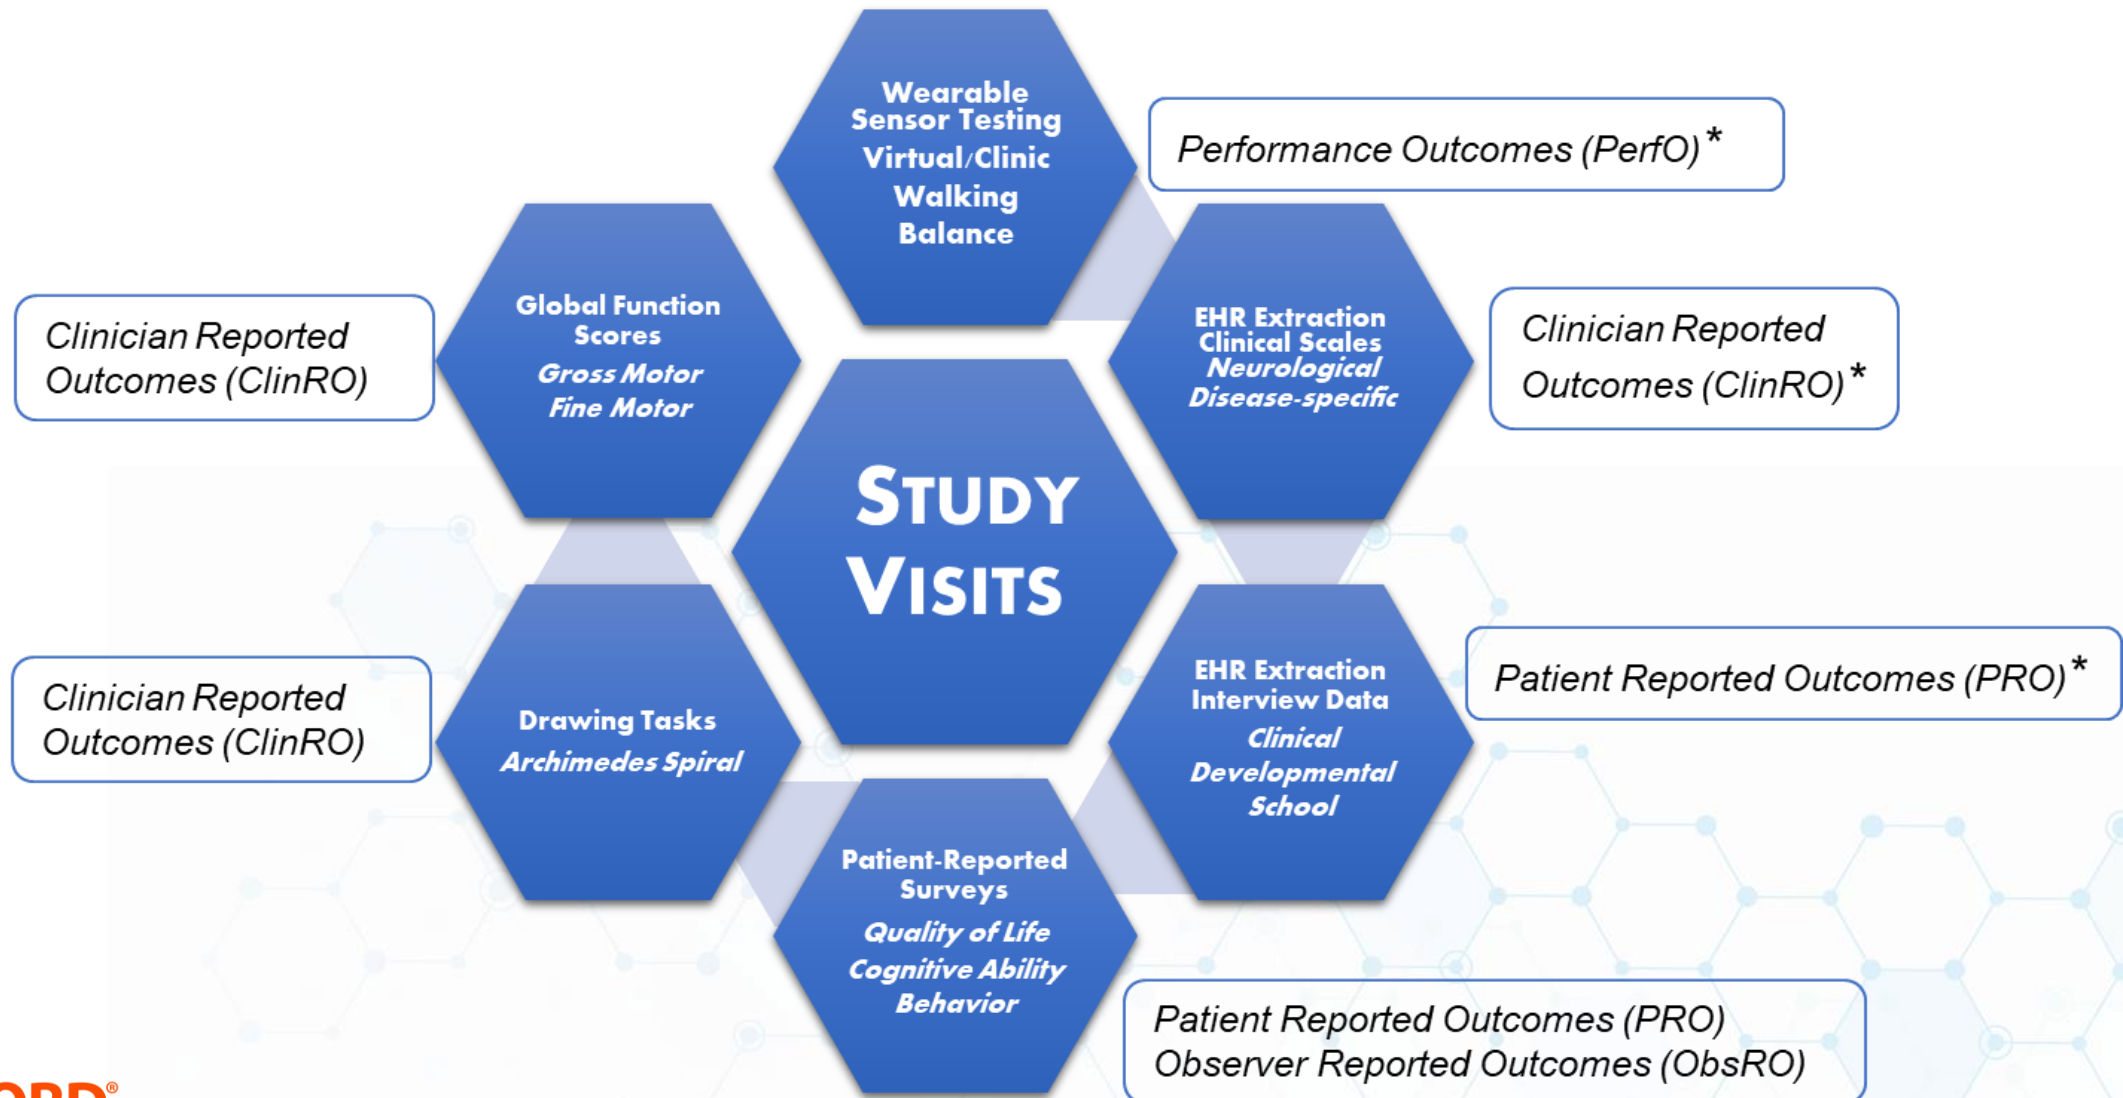 Wearable
Sensor Testing
Virtual/Clinic
Walking
Balance
Performance Outcomes (PerfO)*
Global Function
Scores
Gross Motor
Fine Motor
Clinician Reported
Outcomes (ClinRO)
EHR Extraction
Clinical Scales
Neurological
Disease-specific
Clinician Reported
Outcomes (ClinRO)*
STUDY
VISITS
Drawing Tasks
Archimedes Spiral
Clinician Reported
Outcomes (ClinRO)
EHR Extraction
Interview Data
Clinical
Developmental
School
Patient Reported Outcomes (PRO)*
Patient-Reported
Surveys
Quality of Life
Cognitive Ability
Behavior
Patient Reported Outcomes (PRO)
Observer Reported Outcomes (ObsRO)